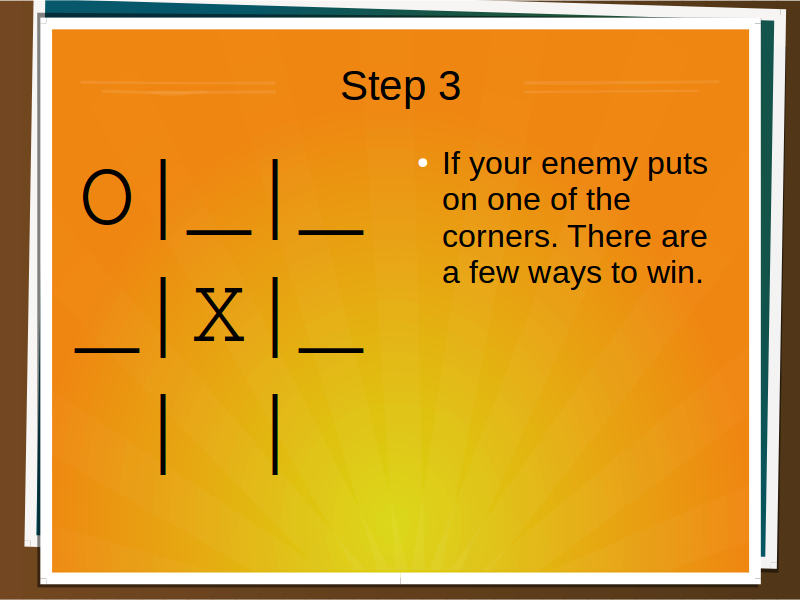 Step 3
O|__|__
__|X|__
| |
• If your enemy puts
on one of the
corners. There are
a few ways to win.